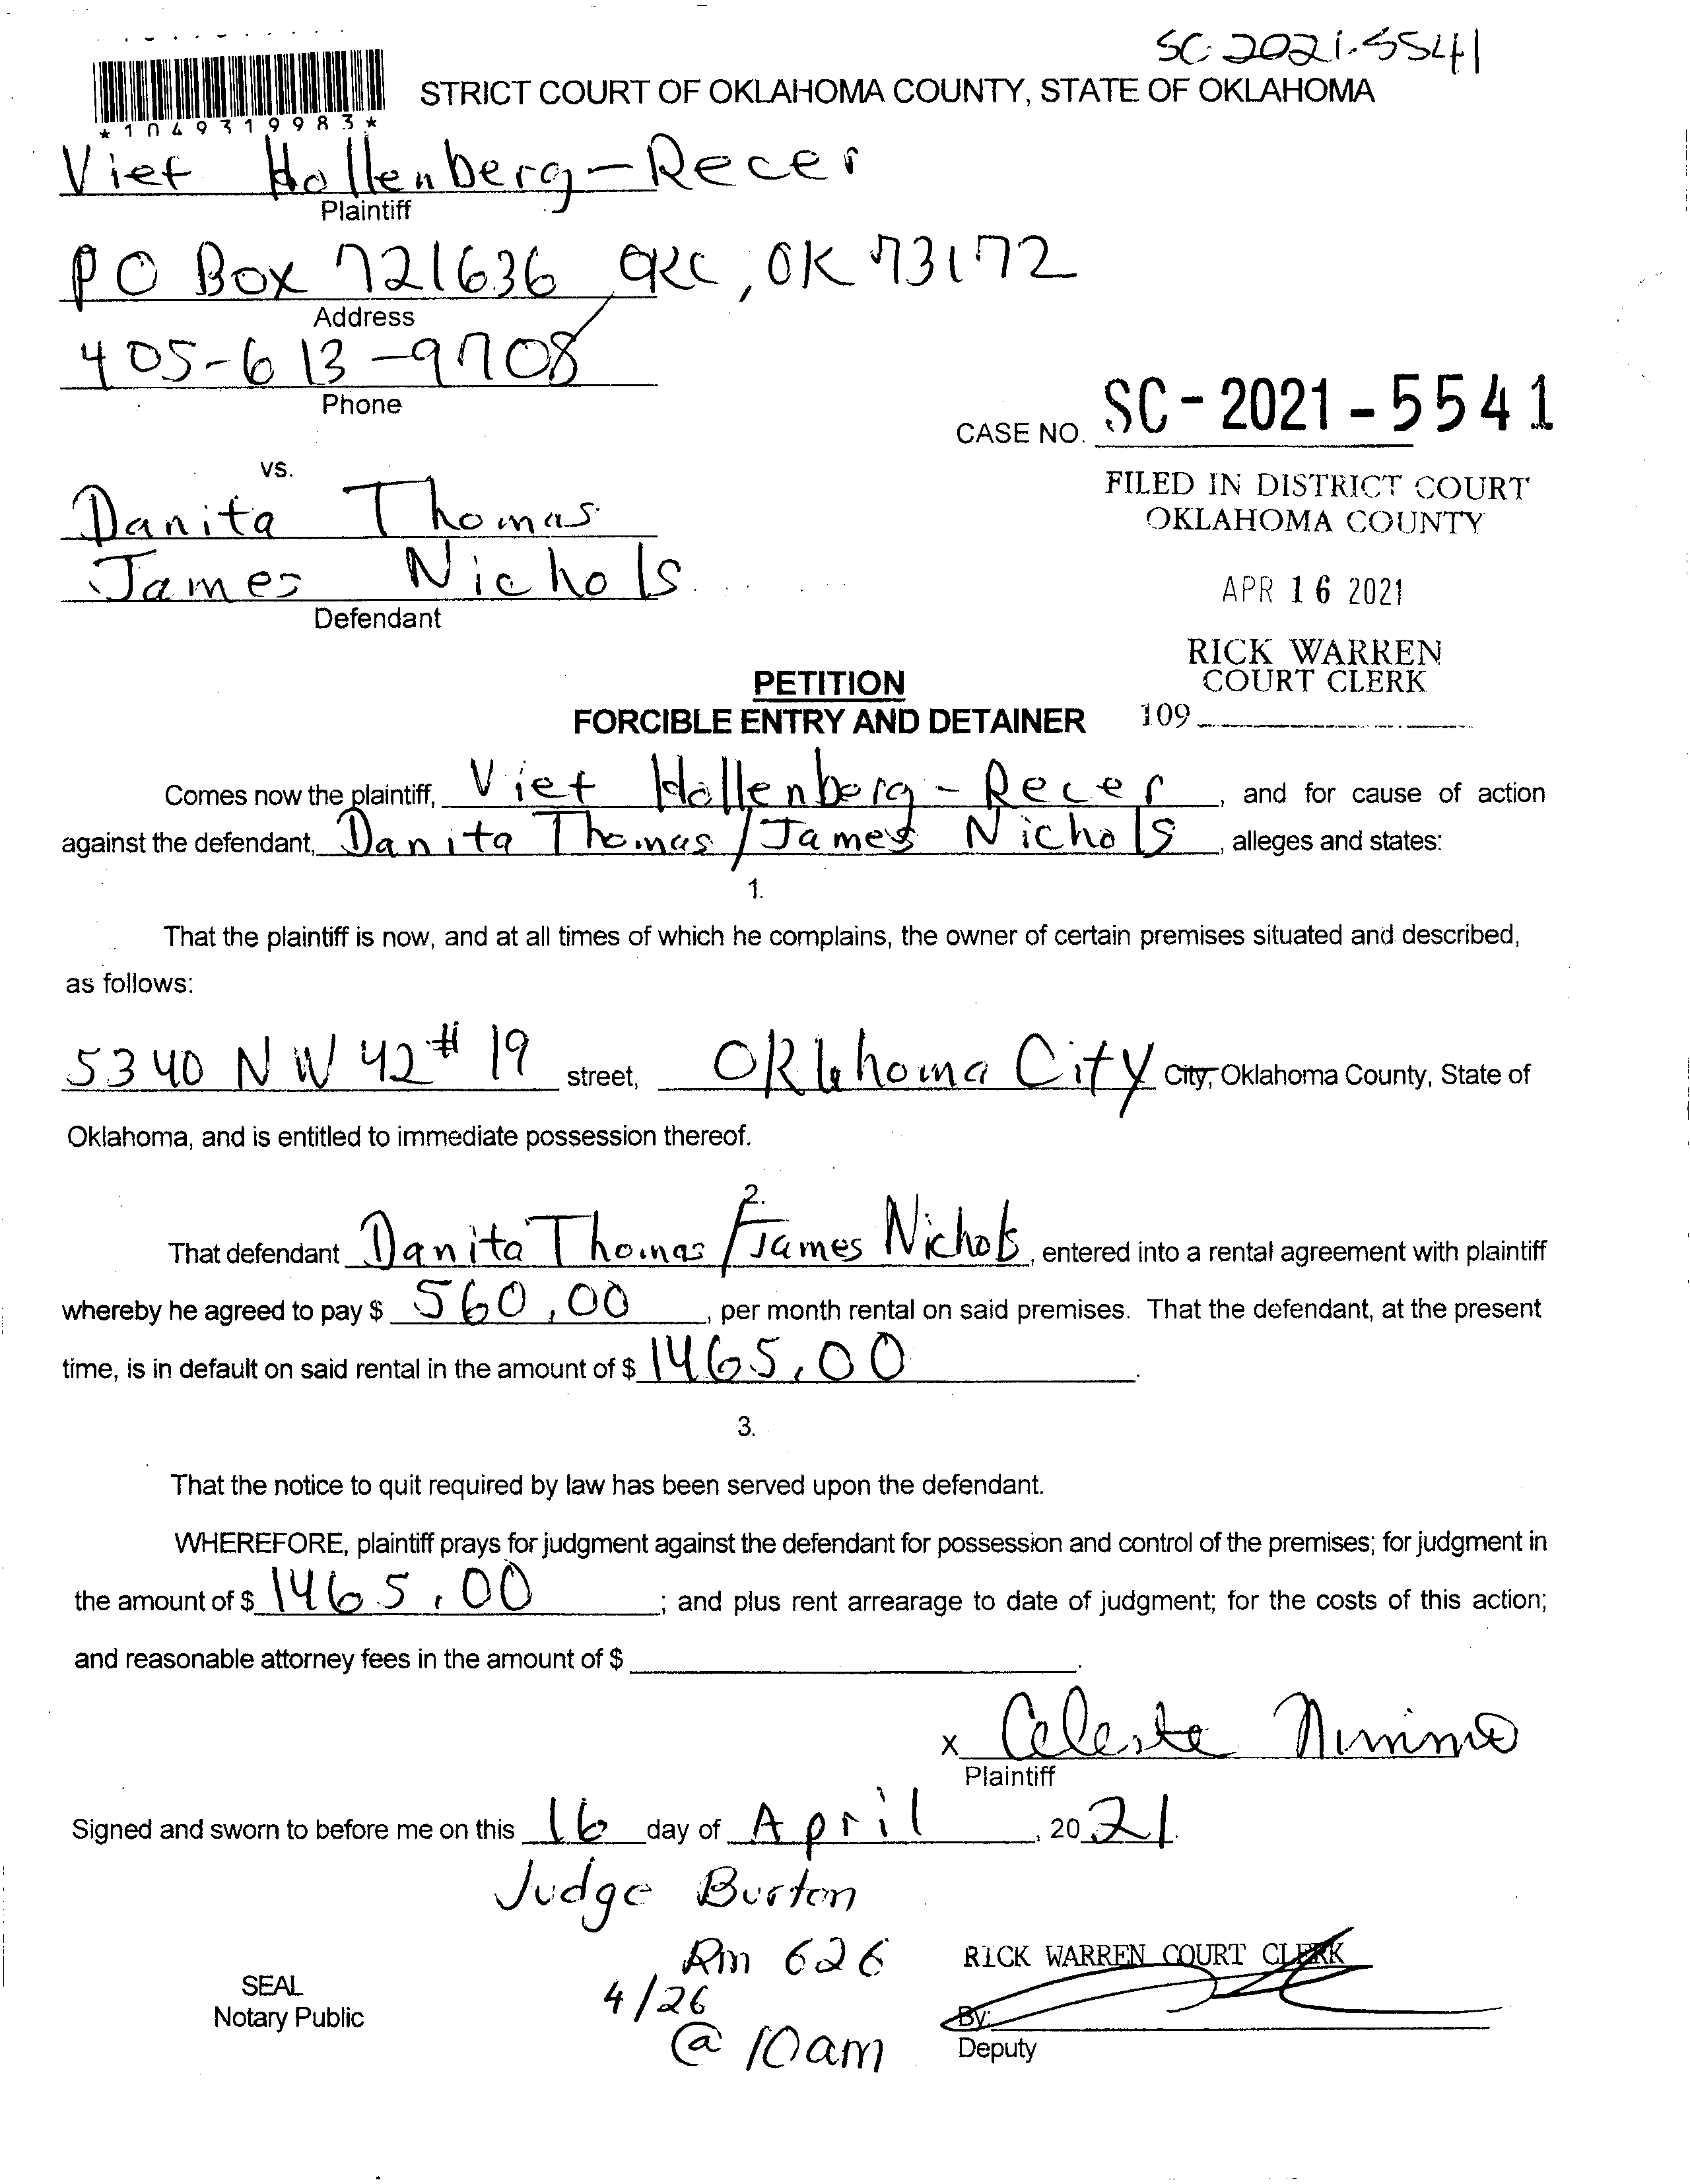 SC-2021-5541
STRICT COURT OF OKLAHOMA COUNTY, STATE OF OKLAHOMA
*1049319983*
Viet Hollenberg-Recer
Plaintiff
PO Box 721636 OKC, OK 73172
Address
405-613-9708
Phone
CASE NO. SC-2021-5541
vs.
FILED IN DISTRICT COURT
OKLAHOMA COUNTY
Danita Thomas
James Nichols
Defendant
APR 16 2021
RICK WARREN
COURT CLERK
109
PETITION
FORCIBLE ENTRY AND DETAINER
Comes now the plaintiff, Viet Hollenberg-Recer, and for cause of action
against the defendant, Danita Thomas/James Nichols, alleges and states:
1.
That the plaintiff is now, and at all times of which he complains, the owner of certain premises situated and described,
as follows:
5340 NW 42 # 19 street, Oklahoma City City, Oklahoma County, State of
Oklahoma, and is entitled to immediate possession thereof.
2.
That defendant Danita Thomas/James Nichols, entered into a rental agreement with plaintiff
whereby he agreed to pay $ 560.00, per month rental on said premises. That the defendant, at the present
time, is in default on said rental in the amount of $ 1465.00.
3.
That the notice to quit required by law has been served upon the defendant.
WHEREFORE, plaintiff prays for judgment against the defendant for possession and control of the premises; for judgment in
the amount of $ 1465.00; and plus rent arrearage to date of judgment; for the costs of this action;
and reasonable attorney fees in the amount of $ .
X Celeste Nimmo
Plaintiff
Signed and sworn to before me on this 16 day of April, 2021.
Judge Burton
Rm 626
4/26
@ 10am
SEAL
Notary Public
RICK WARREN COURT CLERK
By:
Deputy